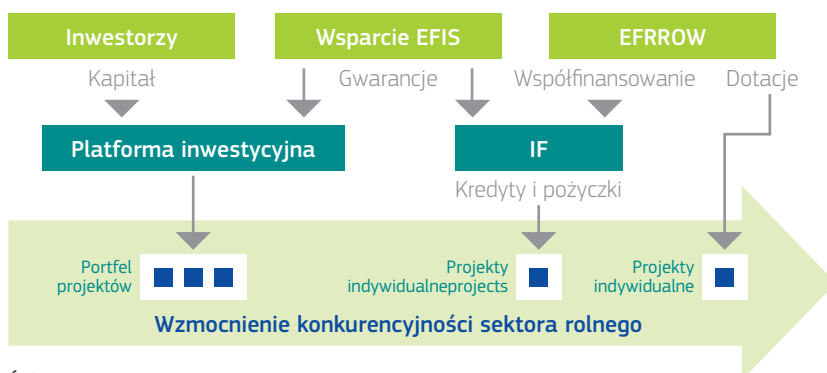 Inwestorzy
Wsparcie EFIS
EFRROW
Kapitał
Gwarancje
Współfinansowanie
Dotacje
Platforma inwestycyjna
IF
Kredyty i pożyczki
Portfel
projektów
Projekty
indywidualneprojects
Projekty
indywidualne
Wzmocnienie konkurencyjności sektora rolnego